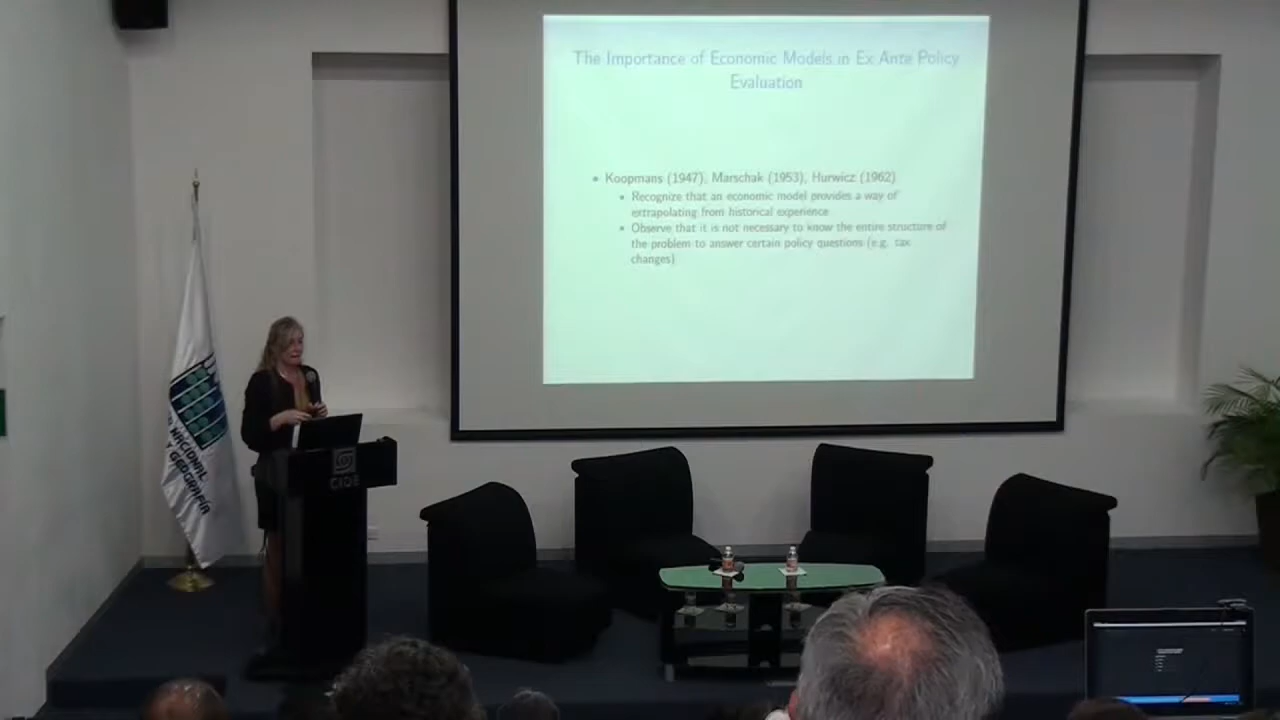 The Importance of Economic Models in Ex Ante Policy
Evaluation
• Koopmans (1947), Marschak (1953), Hurwicz (1962)
• Recognize that an economic model provides a way of
extrapolating from historical experience
• Observe that it is not necessary to know the entire structure of
the problem to answer certain policy questions (e.g. tax
changes)
NACIONAL
Y GEOGRAFÍA
CIDE